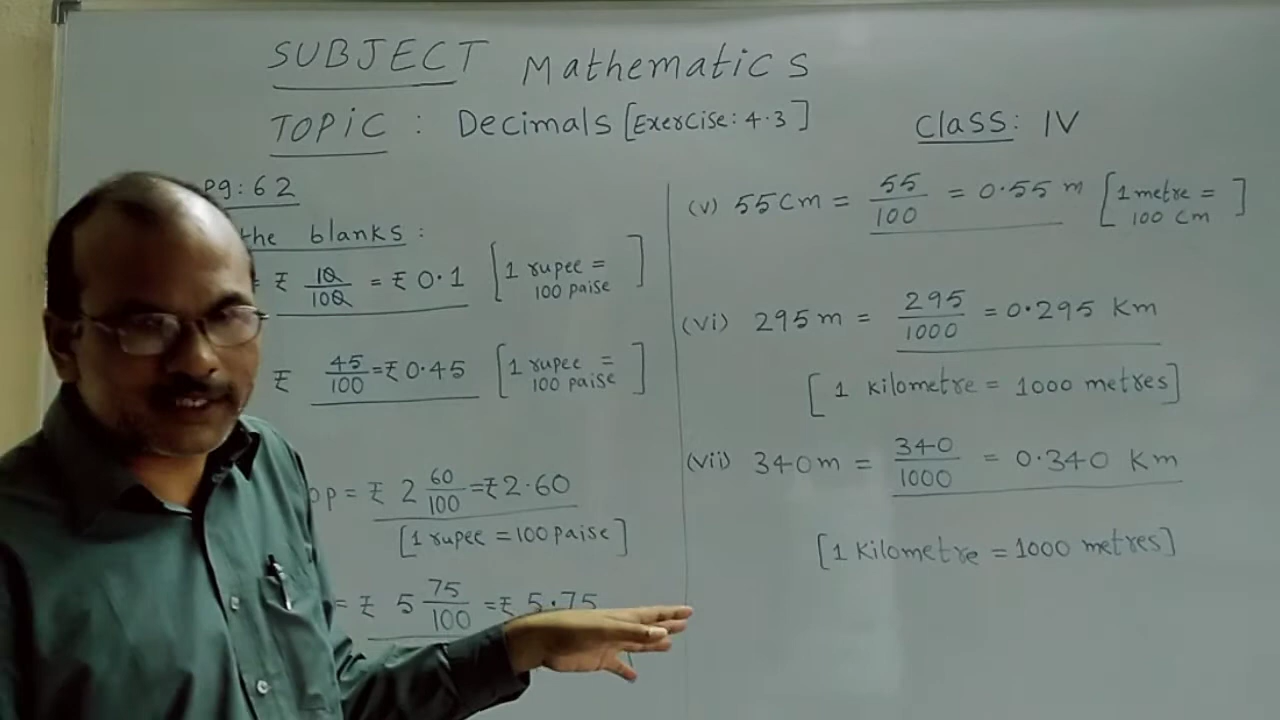 SUBJECT Mathematics
TOPIC : Decimals [Exercise: 4.3]
Class: IV
pg: 62
the blanks :
= ₹ 10/100 = ₹ 0.1 [1 rupee = 100 paise]
₹ 45/100 = ₹ 0.45 [1 rupee = 100 paise]
0p = ₹ 2 60/100 = ₹ 2.60
[1 rupee = 100 paise]
= ₹ 5 75/100 = ₹ 5.75
(v) 55cm = 55/100 = 0.55 m [1 metre = 100 cm]
(vi) 295 m = 295/1000 = 0.295 Km
[1 kilometre = 1000 metres]
(vii) 340m = 340/1000 = 0.340 Km
[1 Kilometre = 1000 metres]